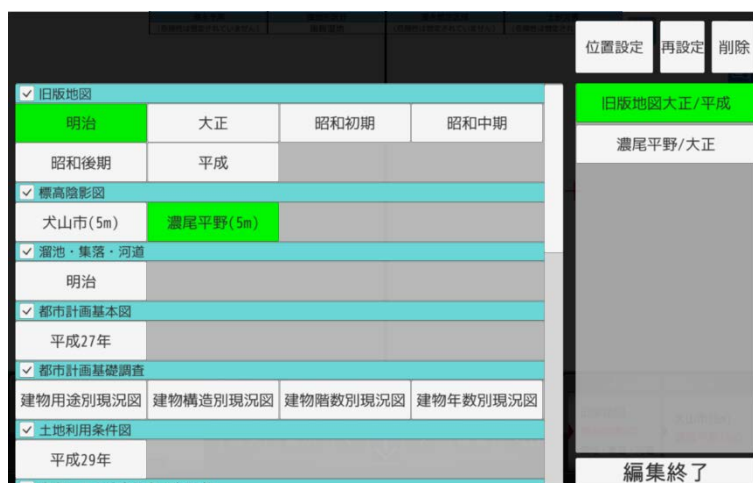 位置設定 再設定 削除
旧版地図
明治 大正 昭和初期 昭和中期
昭和後期 平成
標高陰影図
犬山市(5m) 濃尾平野(5m)
溜池・集落・河道
明治
都市計画基本図
平成27年
都市計画基礎調査
建物用途別現況図 建物構造別現況図 建物階数別現況図 建物年数別現況図
土地利用条件図
平成29年
旧版地図大正/平成
濃尾平野/大正
編集終了